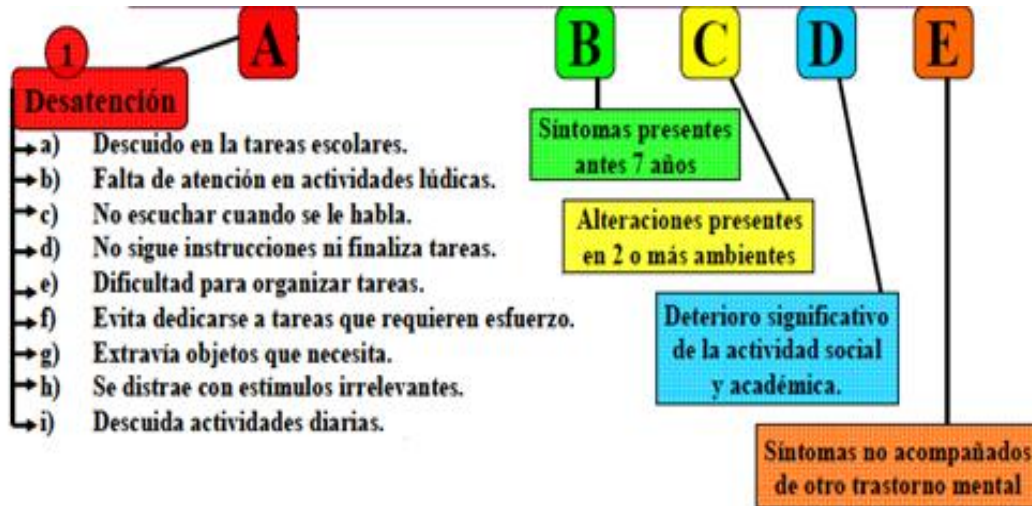 A
B
C
D
E
1
Desatención
a) Descuido en la tareas escolares.
b) Falta de atención en actividades lúdicas.
c) No escuchar cuando se le habla.
d) No sigue instrucciones ni finaliza tareas.
e) Dificultad para organizar tareas.
f) Evita dedicarse a tareas que requieren esfuerzo.
g) Extravía objetos que necesita.
h) Se distrae con estímulos irrelevantes.
i) Descuida actividades diarias.
Síntomas presentes
antes 7 años
Alteraciones presentes
en 2 o más ambientes
Deterioro significativo
de la actividad social
y académica.
Síntomas no acompañados
de otro trastorno mental